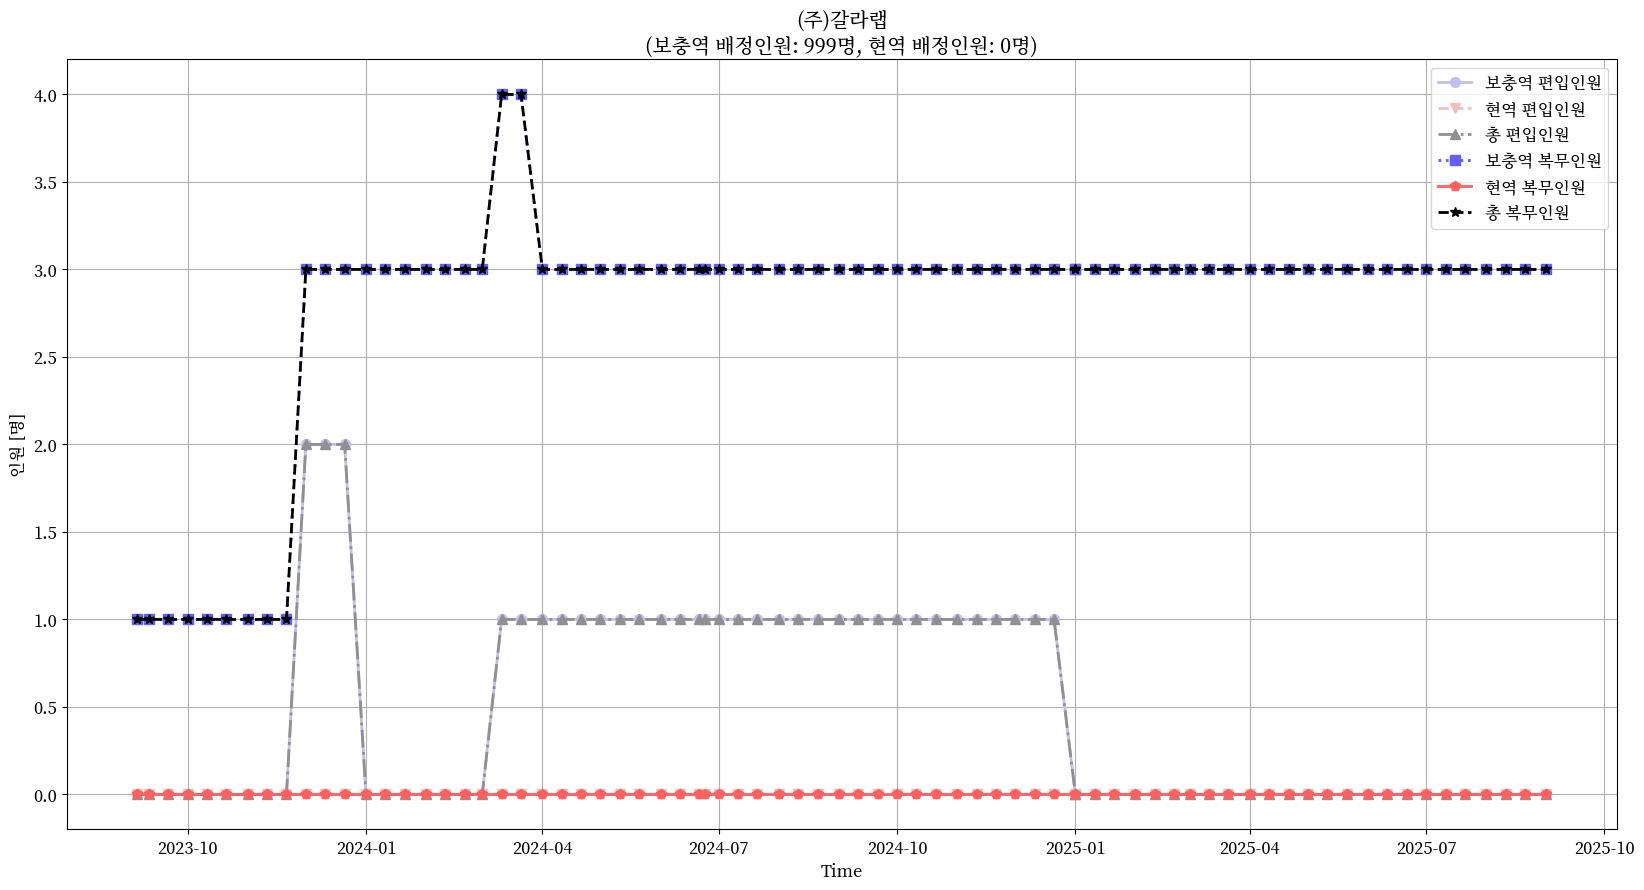 (주)갈라랩
(보충역 배정인원: 999명, 현역 배정인원: 0명)
보충역 편입인원
현역 편입인원
총 편입인원
보충역 복무인원
현역 복무인원
총 복무인원
인원 [명]
4.0
3.5
3.0
2.5
2.0
1.5
1.0
0.5
0.0
2023-10 2024-01 2024-04 2024-07 2024-10 2025-01 2025-04 2025-07 2025-10
Time